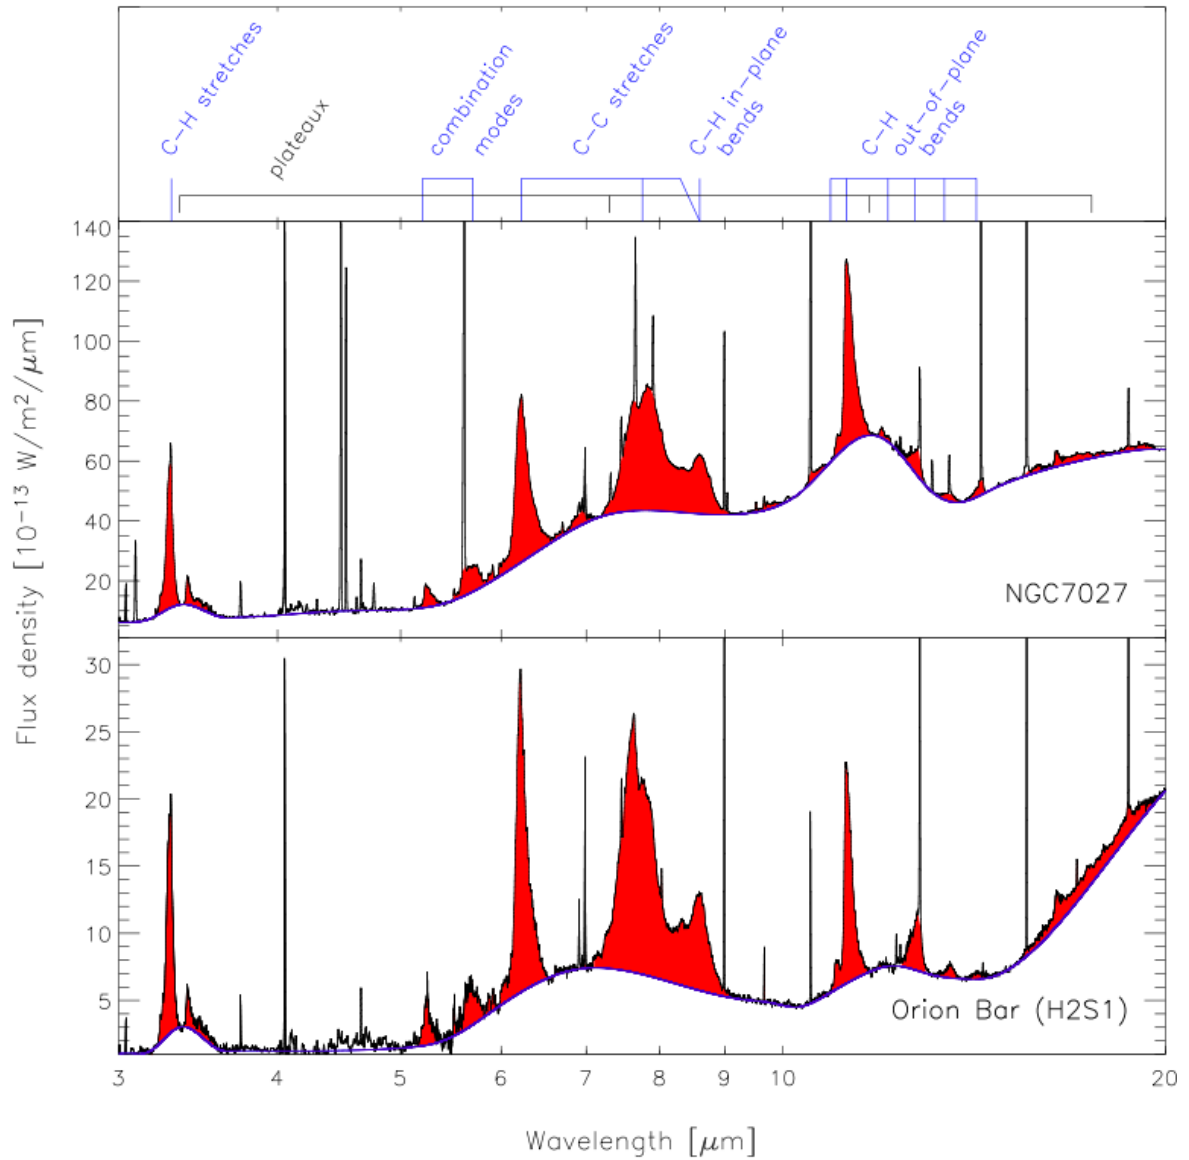 C-H stretches
plateaux
combination
modes
C-C stretches
C-H in-plane
bends
C-H
out-of-plane
bends
140
120
100
80
60
40
20
NGC7027
30
25
20
15
10
5
Orion Bar (H2S1)
Flux density [10⁻¹³ W/m²/μm]
3 4 5 6 7 8 10 20
Wavelength [μm]